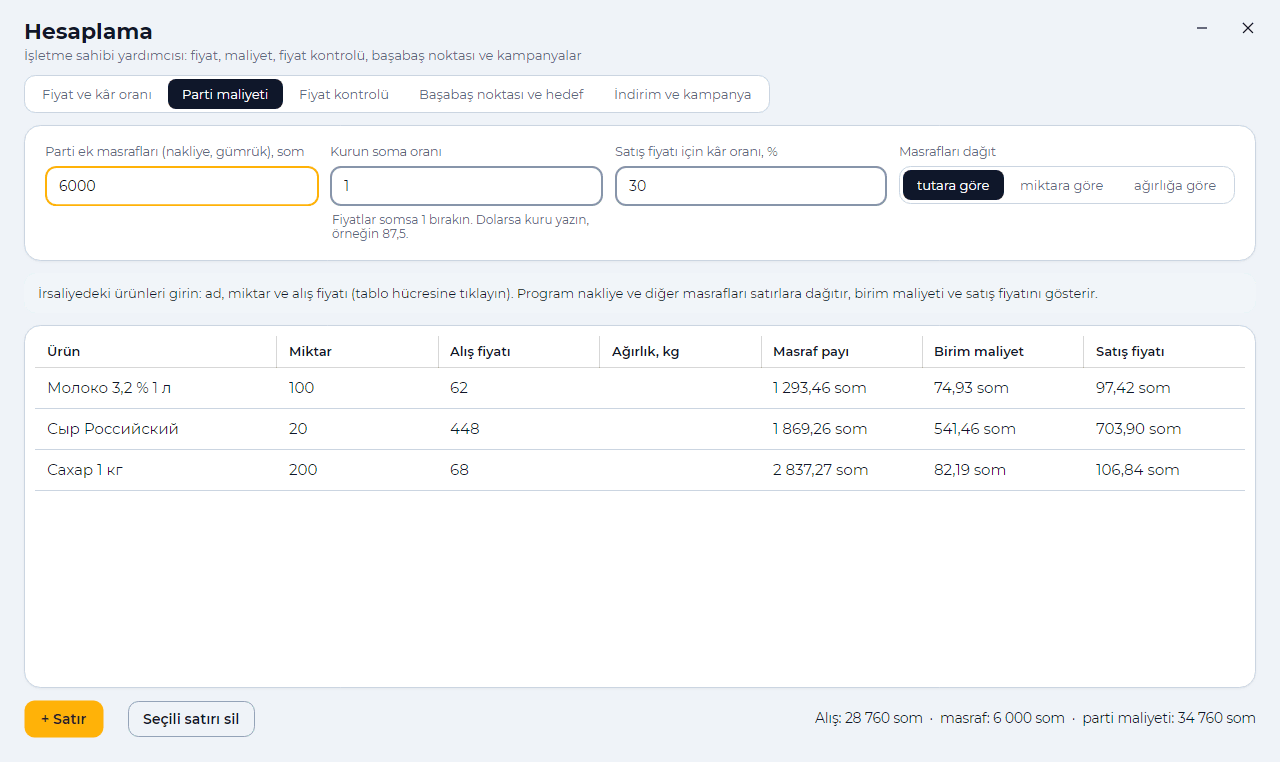 Hesaplama
İşletme sahibi yardımcısı: fiyat, maliyet, fiyat kontrolü, başabaş noktası ve kampanyalar
Fiyat ve kâr oranı Parti maliyeti Fiyat kontrolü Başabaş noktası ve hedef İndirim ve kampanya
Parti ek masrafları (nakliye, gümrük), som Kurun soma oranı Satış fiyatı için kâr oranı, % Masrafları dağıt
6000 1 30 tutara göre miktara göre ağırlığa göre
Fiyatlar somsa 1 bırakın. Dolarsa kuru yazın,
örneğin 87,5.
İrsaliyedeki ürünleri girin: ad, miktar ve alış fiyatı (tablo hücresine tıklayın). Program nakliye ve diğer masrafları satırlara dağıtır, birim maliyeti ve satış fiyatını gösterir.
Ürün Miktar Alış fiyatı Ağırlık, kg Masraf payı Birim maliyet Satış fiyatı
Молоко 3,2 % 1 л 100 62 1 293,46 som 74,93 som 97,42 som
Сыр Российский 20 448 1 869,26 som 541,46 som 703,90 som
Сахар 1 кг 200 68 2 837,27 som 82,19 som 106,84 som
+ Satır Seçili satırı sil Alış: 28 760 som · masraf: 6 000 som · parti maliyeti: 34 760 som